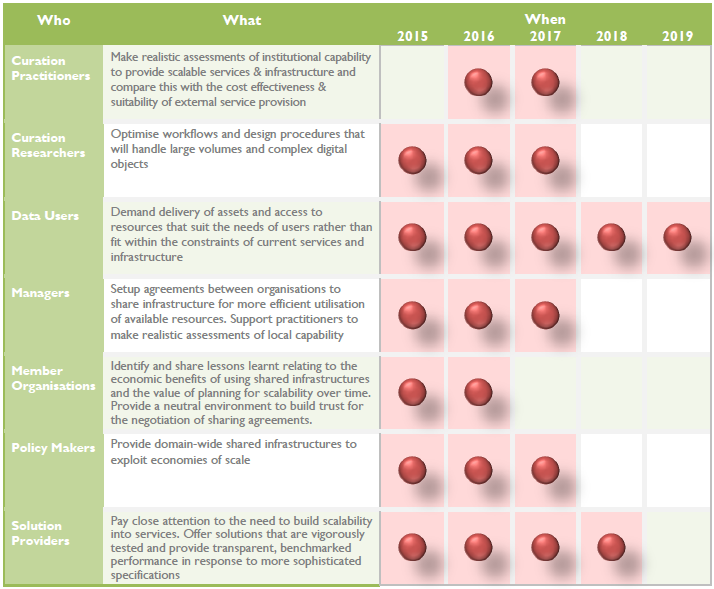 Who What When
2015 2016 2017 2018 2019
Curation
Practitioners
Make realistic assessments of institutional capability
to provide scalable services & infrastructure and
compare this with the cost effectiveness &
suitability of external service provision
Curation
Researchers
Optimise workflows and design procedures that
will handle large volumes and complex digital
objects
Data Users
Demand delivery of assets and access to
resources that suit the needs of users rather than
fit within the constraints of current services and
infrastructure
Managers
Setup agreements between organisations to
share infrastructure for more efficient utilisation
of available resources. Support practitioners to
make realistic assessments of local capability
Member
Organisations
Identify and share lessons learnt relating to the
economic benefits of using shared infrastructures
and the value of planning for scalability over time.
Provide a neutral environment to build trust for
the negotiation of sharing agreements.
Policy Makers
Provide domain-wide shared infrastructures to
exploit economies of scale
Solution
Providers
Pay close attention to the need to build scalability
into services. Offer solutions that are vigorously
tested and provide transparent, benchmarked
performance in response to more sophisticated
specifications